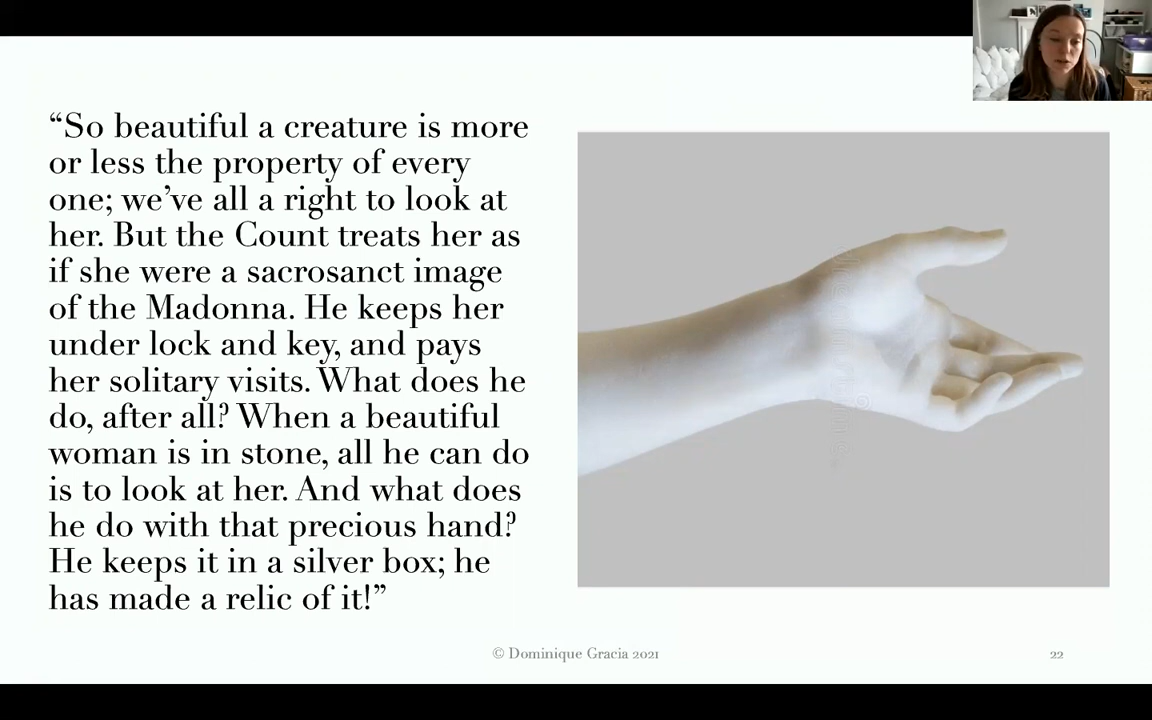 “So beautiful a creature is more
or less the property of every
one; we’ve all a right to look at
her. But the Count treats her as
if she were a sacrosanct image
of the Madonna. He keeps her
under lock and key, and pays
her solitary visits. What does he
do, after all? When a beautiful
woman is in stone, all he can do
is to look at her. And what does
he do with that precious hand?
He keeps it in a silver box; he
has made a relic of it!”
© Dominique Gracia 2021
22